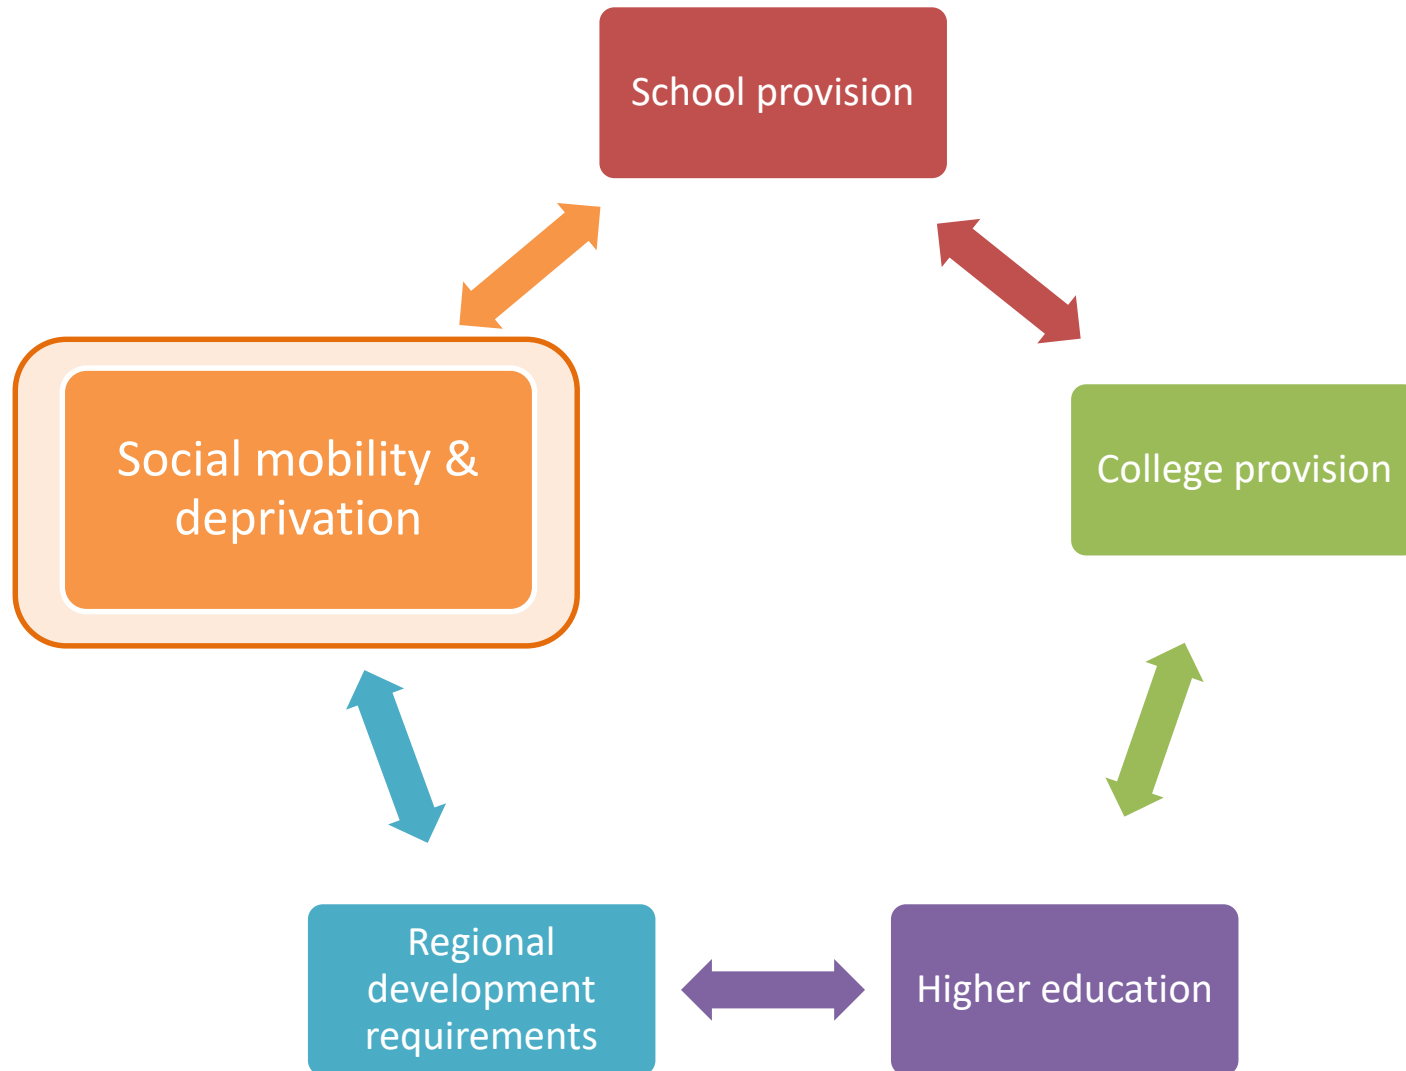 School provision
Social mobility &
deprivation
College provision
Regional
development
requirements
Higher education